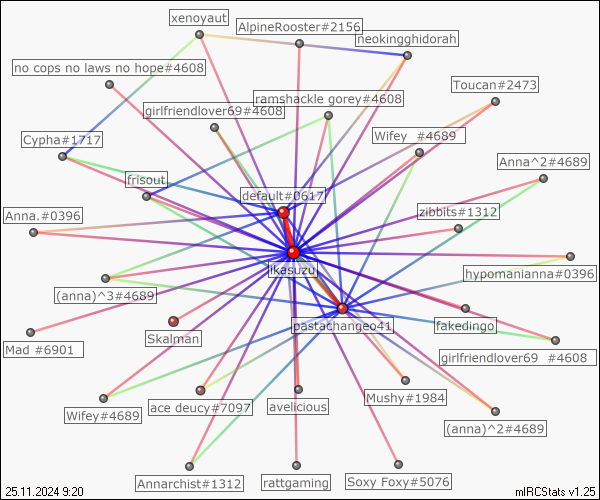 xenoyaut
AlpineRooster#2156
neokingghidorah
no cops no laws no hope#4608
Toucan#2473
ramshackle gorey#4608
girlfriendlover69#4608
Wifey #4689
Cypha#1717
Anna^2#4689
frisout
default#0617
Anna.#0396
zibbits#1312
ikasuzu
hypomanianna#0396
(anna)^3#4689
pastachangeo41
fakedingo
Skalman
Mad #6901
girlfriendlover69 #4608
Mushy#1984
Wifey#4689
ace deucy#7097
avelicious
(anna)^2#4689
Annarchist#1312
rattgaming
Soxy Foxy#5076
25.11.2024 9:20
mIRCStats v1.25